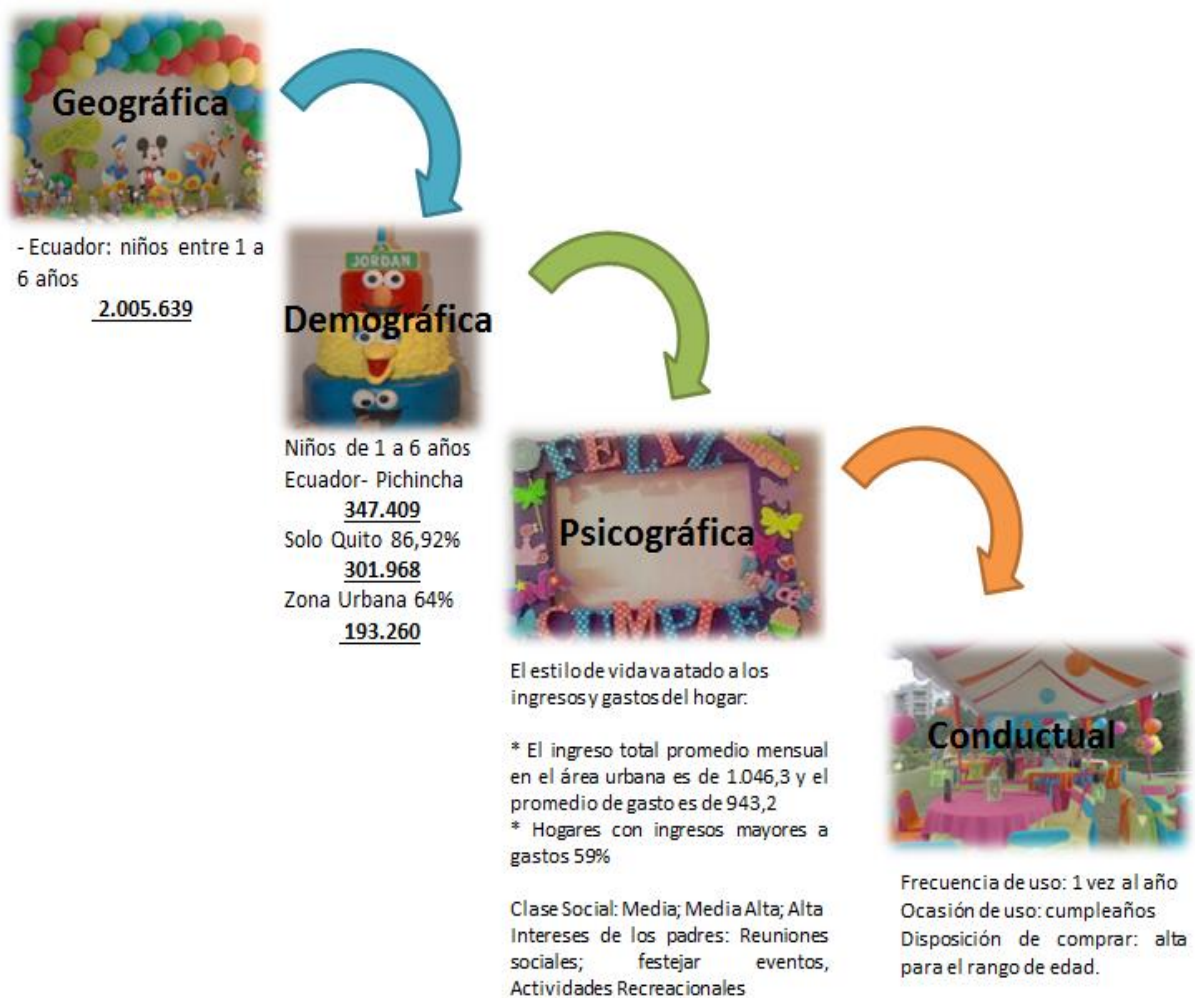 Geográfica
- Ecuador: niños entre 1 a
6 años
2.005.639
JORDAN
Demográfica
Niños de 1 a 6 años
Ecuador- Pichincha
347.409
Solo Quito 86,92%
301.968
Zona Urbana 64%
193.260
FELIZ
Psicográfica
CUMPLE
El estilo de vida va atado a los
ingresos y gastos del hogar:
* El ingreso total promedio mensual
en el área urbana es de 1.046,3 y el
promedio de gasto es de 943,2
* Hogares con ingresos mayores a
gastos 59%
Clase Social: Media; Media Alta; Alta
Intereses de los padres: Reuniones
sociales; festejar eventos,
Actividades Recreacionales
Conductual
Frecuencia de uso: 1 vez al año
Ocasión de uso: cumpleaños
Disposición de comprar: alta
para el rango de edad.